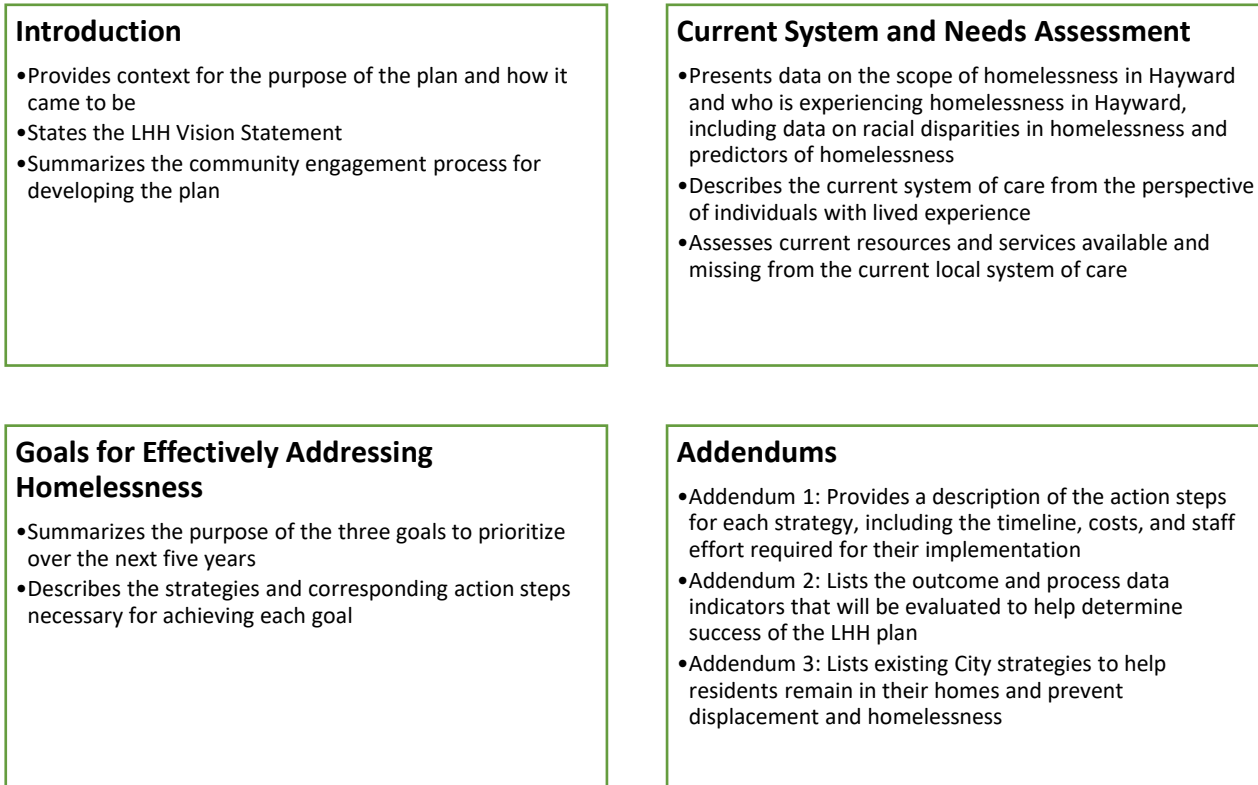 Introduction
•Provides context for the purpose of the plan and how it
came to be
•States the LHH Vision Statement
•Summarizes the community engagement process for
developing the plan
Current System and Needs Assessment
•Presents data on the scope of homelessness in Hayward
and who is experiencing homelessness in Hayward,
including data on racial disparities in homelessness and
predictors of homelessness
•Describes the current system of care from the perspective
of individuals with lived experience
•Assesses current resources and services available and
missing from the current local system of care
Goals for Effectively Addressing
Homelessness
•Summarizes the purpose of the three goals to prioritize
over the next five years
•Describes the strategies and corresponding action steps
necessary for achieving each goal
Addendums
•Addendum 1: Provides a description of the action steps
for each strategy, including the timeline, costs, and staff
effort required for their implementation
•Addendum 2: Lists the outcome and process data
indicators that will be evaluated to help determine
success of the LHH plan
•Addendum 3: Lists existing City strategies to help
residents remain in their homes and prevent
displacement and homelessness